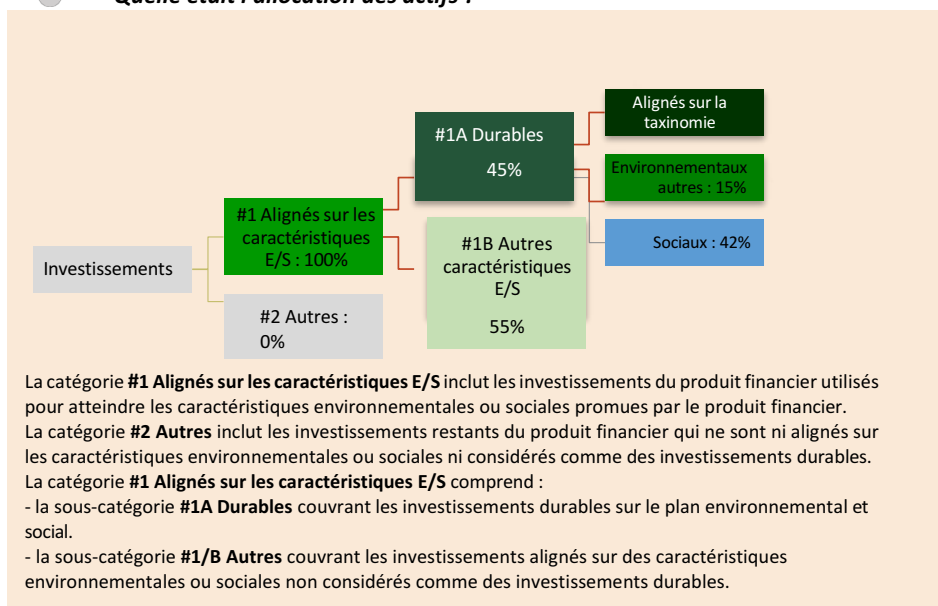 Quelle était l'allocation des actifs ?
Investissements
#1 Alignés sur les
caractéristiques
E/S : 100%
#2 Autres :
0%
#1A Durables
45%
#1B Autres
caractéristiques
E/S
55%
Alignés sur la
taxinomie
Environnementaux
autres : 15%
Sociaux : 42%
La catégorie #1 Alignés sur les caractéristiques E/S inclut les investissements du produit financier utilisés
pour atteindre les caractéristiques environnementales ou sociales promues par le produit financier.
La catégorie #2 Autres inclut les investissements restants du produit financier qui ne sont ni alignés sur
les caractéristiques environnementales ou sociales ni considérés comme des investissements durables.
La catégorie #1 Alignés sur les caractéristiques E/S comprend :
- la sous-catégorie #1A Durables couvrant les investissements durables sur le plan environnemental et
social.
- la sous-catégorie #1/B Autres couvrant les investissements alignés sur des caractéristiques
environnementales ou sociales non considérés comme des investissements durables.